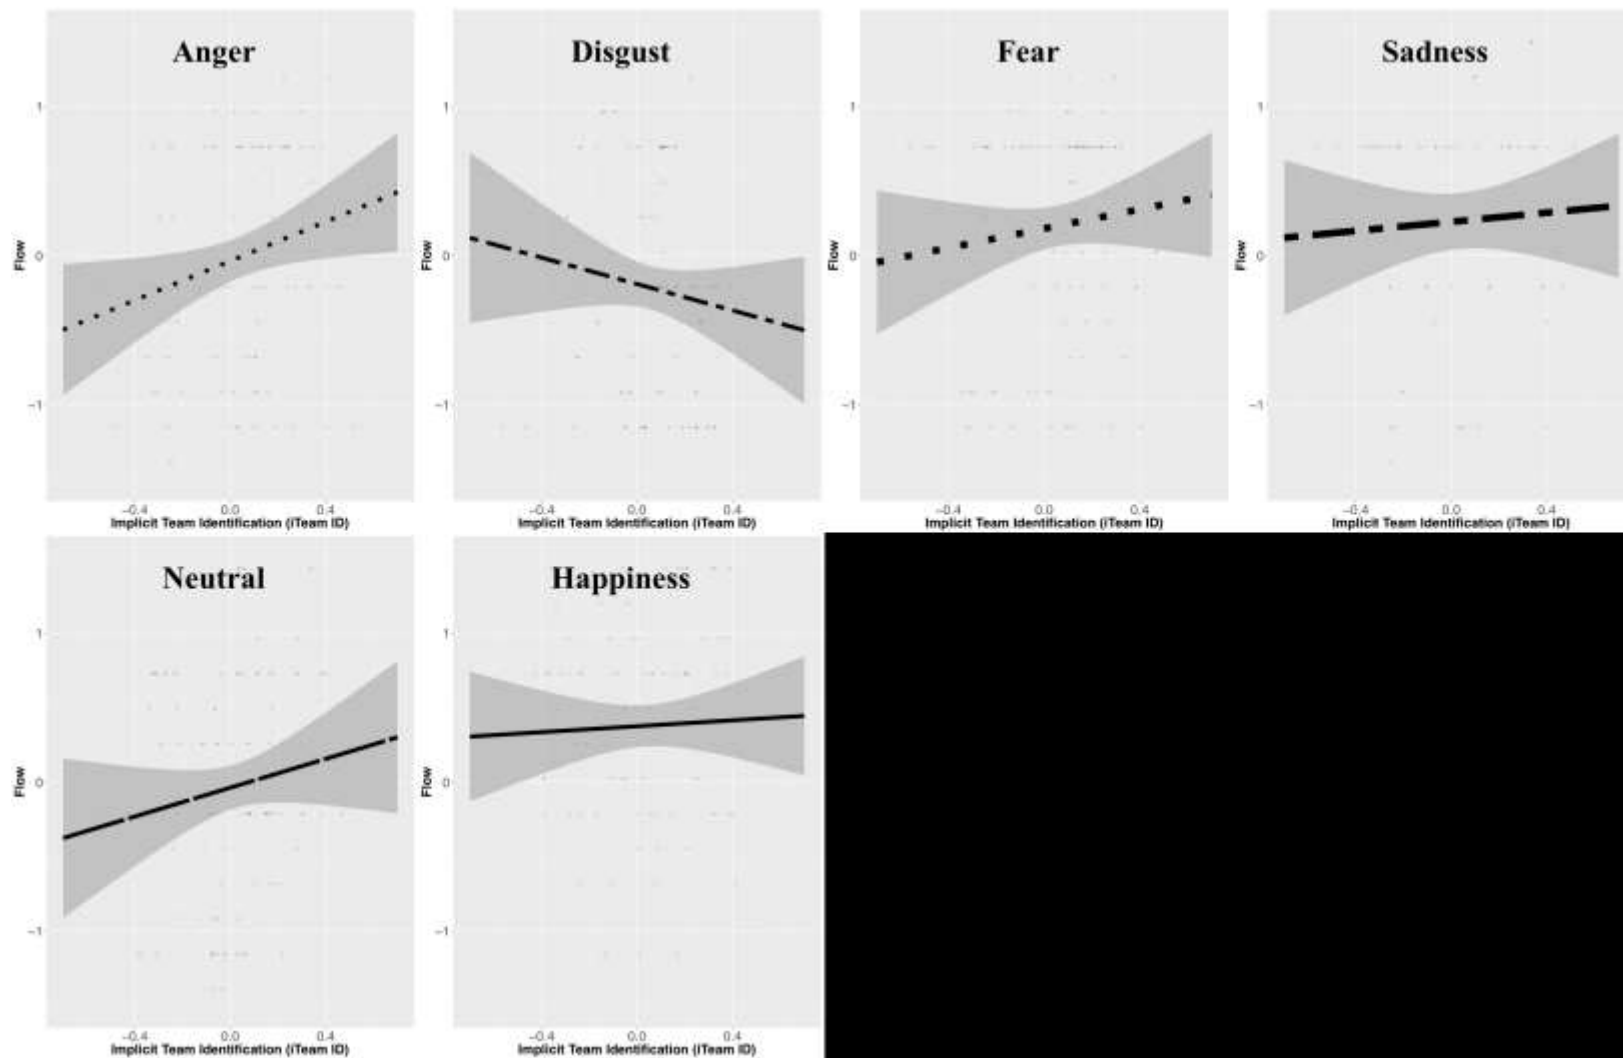 Anger
1
0
−1
Flow
−0.4 0.0 0.4
Implicit Team Identification (iTeam ID)
Disgust
1
0
−1
Flow
−0.4 0.0 0.4
Implicit Team Identification (iTeam ID)
Fear
1
0
−1
Flow
−0.4 0.0 0.4
Implicit Team Identification (iTeam ID)
Sadness
1
0
−1
Flow
−0.4 0.0 0.4
Implicit Team Identification (iTeam ID)
Neutral
1
0
−1
Flow
−0.4 0.0 0.4
Implicit Team Identification (iTeam ID)
Happiness
1
0
−1
Flow
−0.4 0.0 0.4
Implicit Team Identification (iTeam ID)